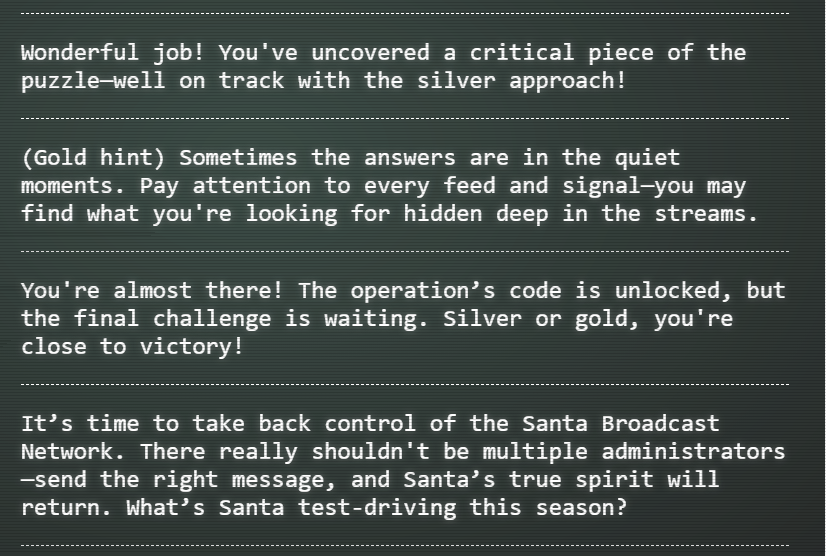 Wonderful job! You've uncovered a critical piece of the
puzzle—well on track with the silver approach!
(Gold hint) Sometimes the answers are in the quiet
moments. Pay attention to every feed and signal—you may
find what you're looking for hidden deep in the streams.
You're almost there! The operation’s code is unlocked, but
the final challenge is waiting. Silver or gold, you're
close to victory!
It’s time to take back control of the Santa Broadcast
Network. There really shouldn't be multiple administrators
—send the right message, and Santa’s true spirit will
return. What’s Santa test-driving this season?